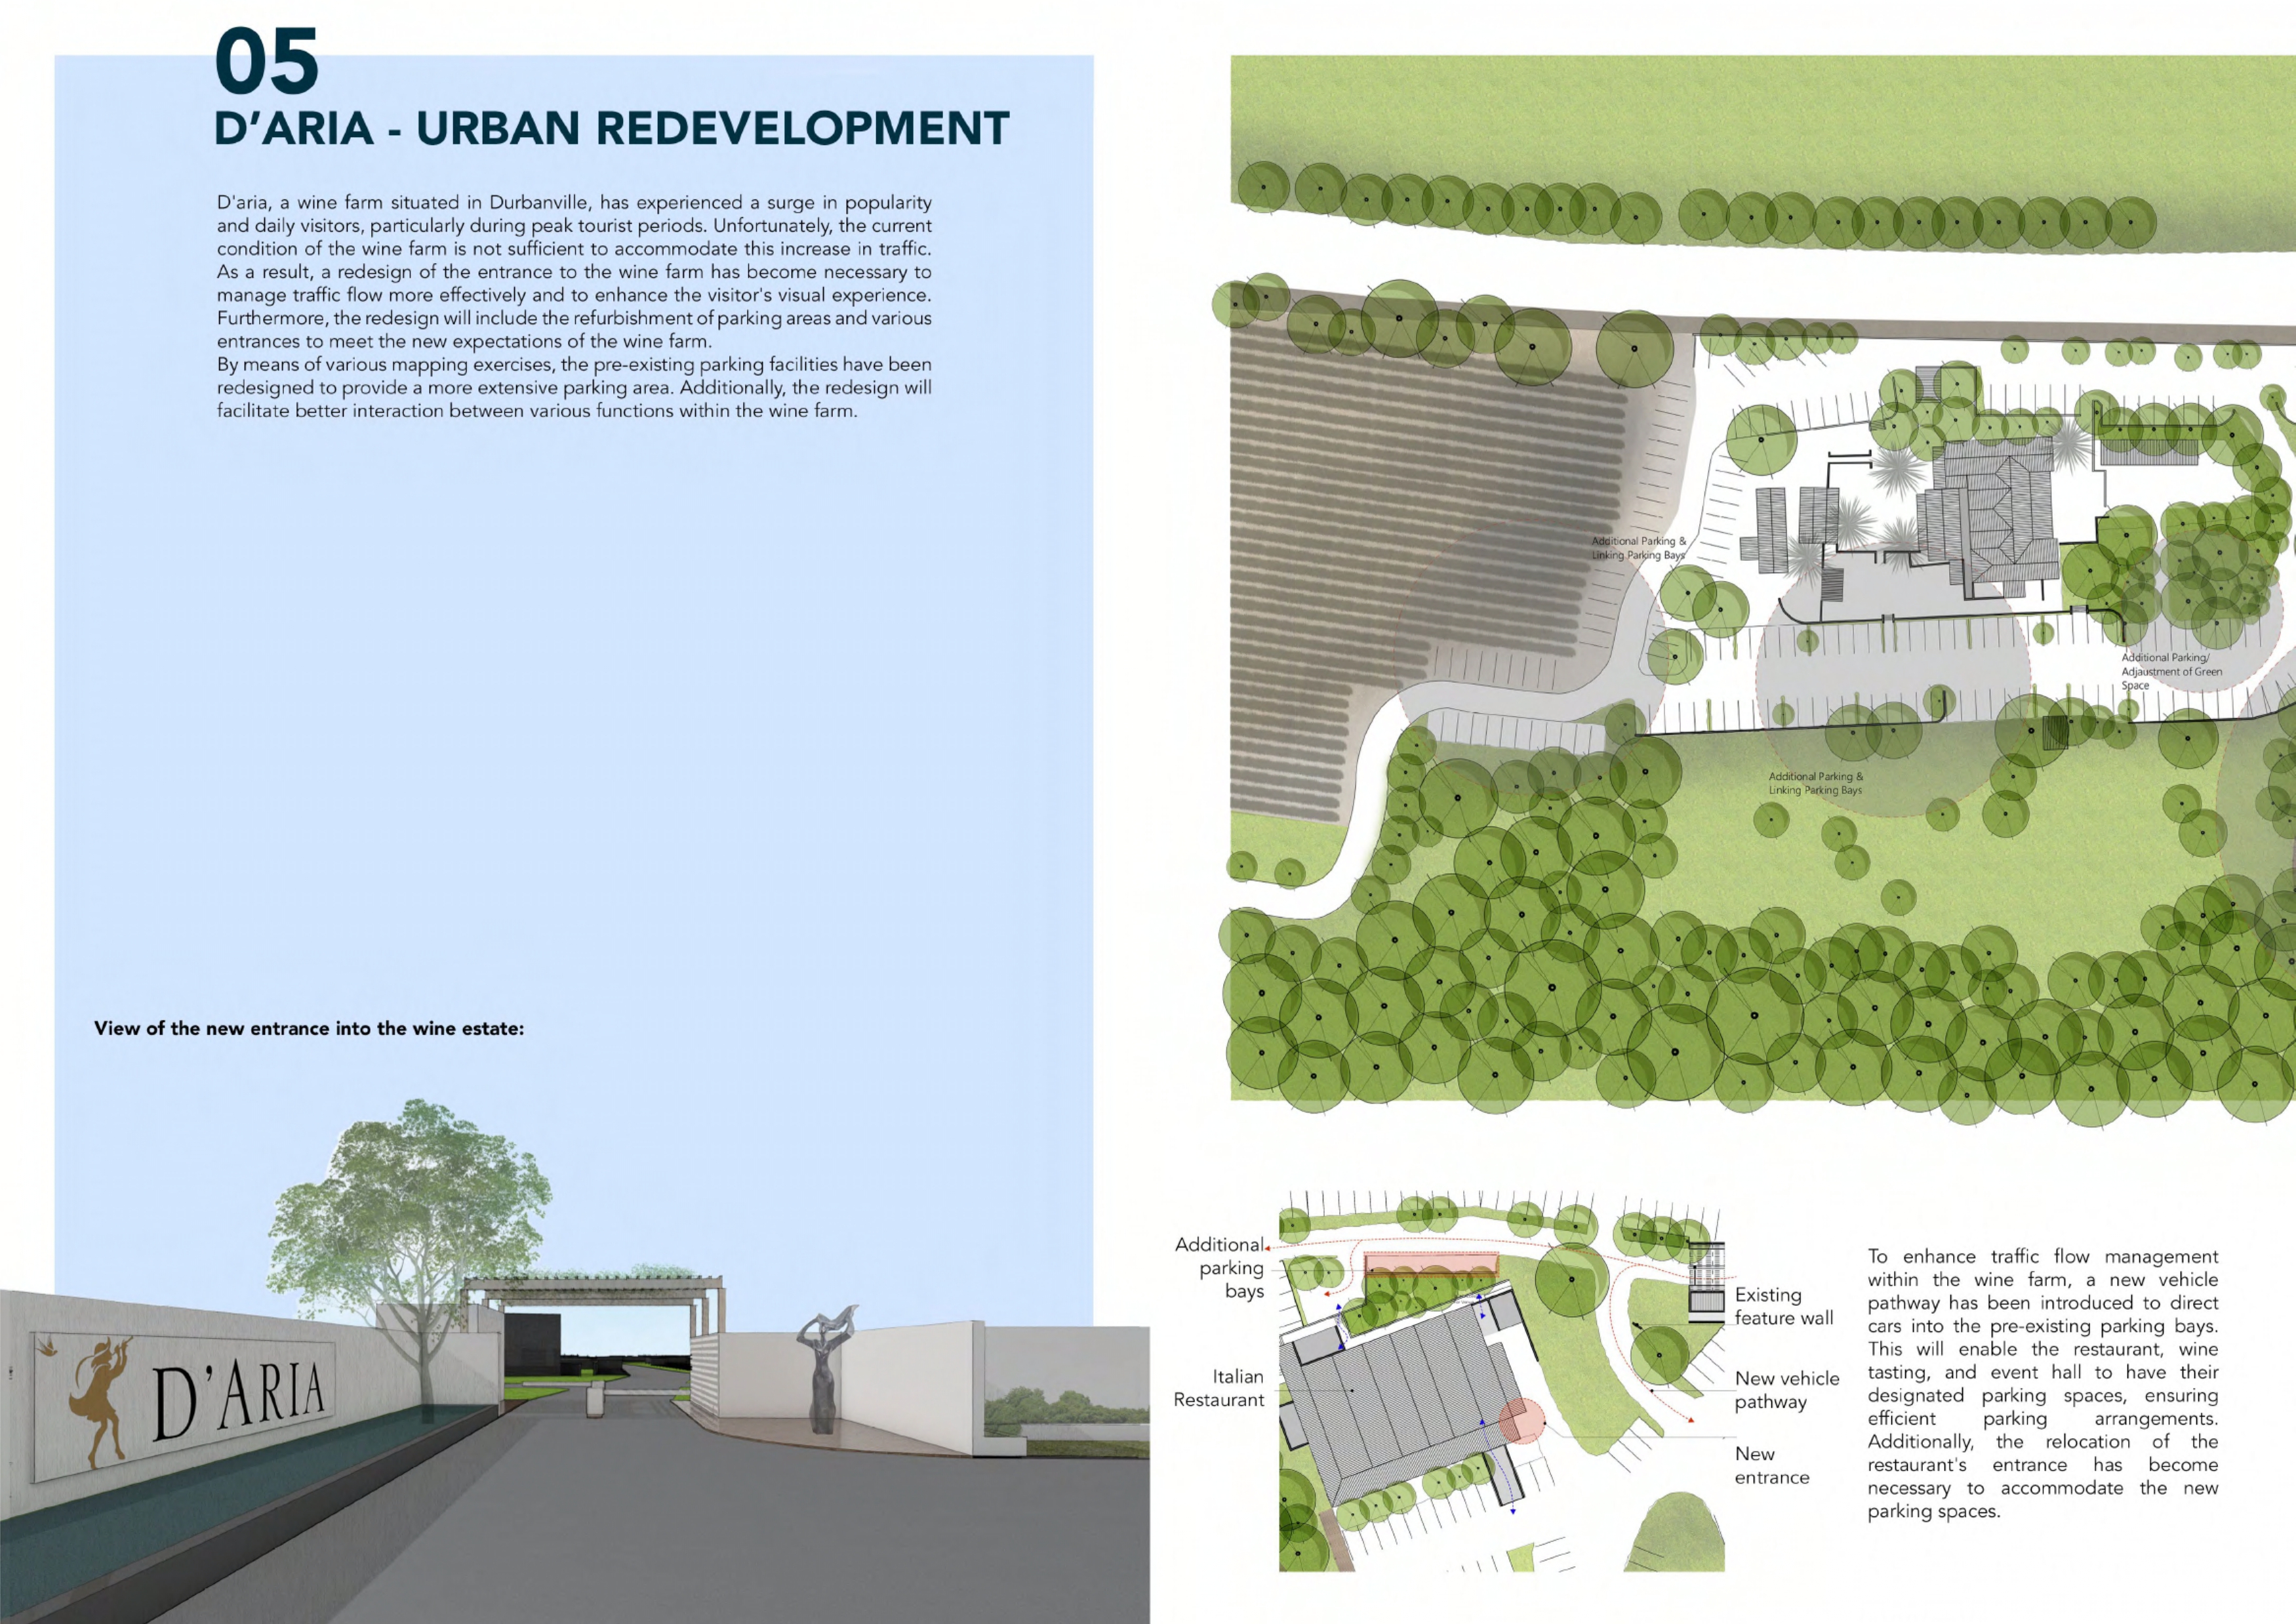 05
D'ARIA - URBAN REDEVELOPMENT
D'aria, a wine farm situated in Durbanville, has experienced a surge in popularity
and daily visitors, particularly during peak tourist periods. Unfortunately, the current
condition of the wine farm is not sufficient to accommodate this increase in traffic.
As a result, a redesign of the entrance to the wine farm has become necessary to
manage traffic flow more effectively and to enhance the visitor's visual experience.
Furthermore, the redesign will include the refurbishment of parking areas and various
entrances to meet the new expectations of the wine farm.
By means of various mapping exercises, the pre-existing parking facilities have been
redesigned to provide a more extensive parking area. Additionally, the redesign will
facilitate better interaction between various functions within the wine farm.
View of the new entrance into the wine estate:
D'ARIA
Additional Parking &
Linking Parking Bays
Additional Parking/
Adjaustment of Green
Space
Additional Parking &
Linking Parking Bays
Additional
parking
bays
Italian
Restaurant
Existing
feature wall
New vehicle
pathway
New
entrance
To enhance traffic flow management
within the wine farm, a new vehicle
pathway has been introduced to direct
cars into the pre-existing parking bays.
This will enable the restaurant, wine
tasting, and event hall to have their
designated parking spaces, ensuring
efficient parking arrangements.
Additionally, the relocation of the
restaurant's entrance has become
necessary to accommodate the new
parking spaces.